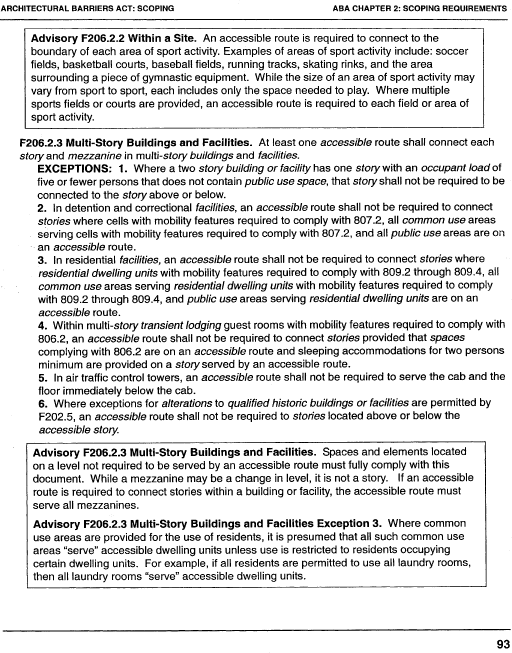 ARCHITECTURAL BARRIERS ACT: SCOPING
ABA CHAPTER 2: SCOPING REQUIREMENTS
Advisory F206.2.2 Within a Site. An accessible route is required to connect to the
boundary of each area of sport activity. Examples of areas of sport activity include: soccer
fields, basketball courts, baseball fields, running tracks, skating rinks, and the area
surrounding a piece of gymnastic equipment. While the size of an area of sport activity may
vary from sport to sport, each includes only the space needed to play. Where multiple
sports fields or courts are provided, an accessible route is required to each field or area of
sport activity.
F206.2.3 Multi-Story Buildings and Facilities. At least one accessible route shall connect each
story and mezzanine in multi-story buildings and facilities.
EXCEPTIONS: 1. Where a two story building or facility has one story with an occupant load of
five or fewer persons that does not contain public use space, that story shall not be required to be
connected to the story above or below.
2. In detention and correctional facilities, an accessible route shall not be required to connect
stories where cells with mobility features required to comply with 807.2, all common use areas
serving cells with mobility features required to comply with 807.2, and all public use areas are on
an accessible route.
3. In residential facilities, an accessible route shall not be required to connect stories where
residential dwelling units with mobility features required to comply with 809.2 through 809.4, all
common use areas serving residential dwelling units with mobility features required to comply
with 809.2 through 809.4, and public use areas serving residential dwelling units are on an
accessible route.
4. Within multi-story transient lodging guest rooms with mobility features required to comply with
806.2, an accessible route shall not be required to connect stories provided that spaces
complying with 806.2 are on an accessible route and sleeping accommodations for two persons
minimum are provided on a story served by an accessible route.
5. In air traffic control towers, an accessible route shall not be required to serve the cab and the
floor immediately below the cab.
6. Where exceptions for alterations to qualified historic buildings or facilities are permitted by
F202.5, an accessible route shall not be required to stories located above or below the
accessible story.
Advisory F206.2.3 Multi-Story Buildings and Facilities. Spaces and elements located
on a level not required to be served by an accessible route must fully comply with this
document. While a mezzanine may be a change in level, it is not a story. If an accessible
route is required to connect stories within a building or facility, the accessible route must
serve all mezzanines.
Advisory F206.2.3 Multi-Story Buildings and Facilities Exception 3. Where common
use areas are provided for the use of residents, it is presumed that all such common use
areas “serve” accessible dwelling units unless use is restricted to residents occupying
certain dwelling units. For example, if all residents are permitted to use all laundry rooms,
then all laundry rooms “serve” accessible dwelling units.
93